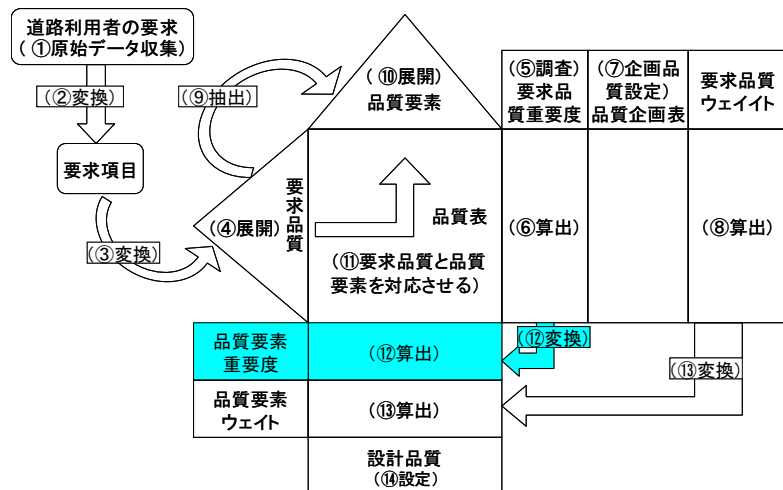 道路利用者の要求
(①原始データ収集)
(②変換)
(⑨抽出)
(⑩展開)
品質要素
(⑤調査)
要求品
質重要度
(⑦企画品
質設定)
品質企画表
要求品質
ウェイイト
要求項目
(③変換)
(④展開)
要求品質
品質表
(⑪要求品質と品質
要素を対応させる)
(⑥算出)
(⑧算出)
品質要素
重要度
(⑫算出)
(⑫変換)
(⑬変換)
品質要素
ウェイト
(⑬算出)
設計品質
(⑭設定)